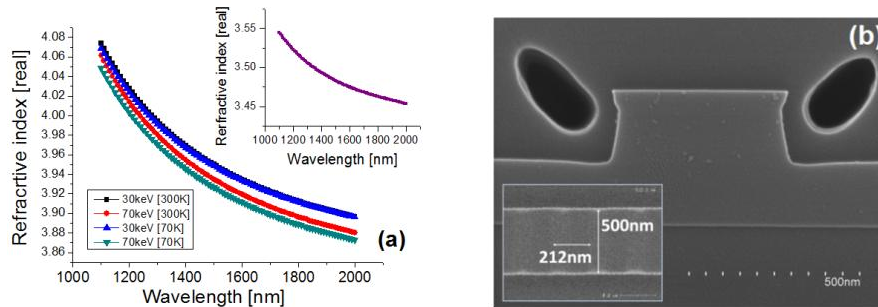 Refractive index [real]
4.08
4.06
4.04
4.02
4.00
3.98
3.96
3.94
3.92
3.90
3.88
3.86
1000 1200 1400 1600 1800 2000
Wavelength [nm]
30keV [300K]
70keV [300K]
30keV [70K]
70keV [70K]
(a)
Refractive index [real]
3.55
3.50
3.45
1000 1200 1400 1600 1800 2000
Wavelength [nm]
(b)
500nm
212nm
500nm